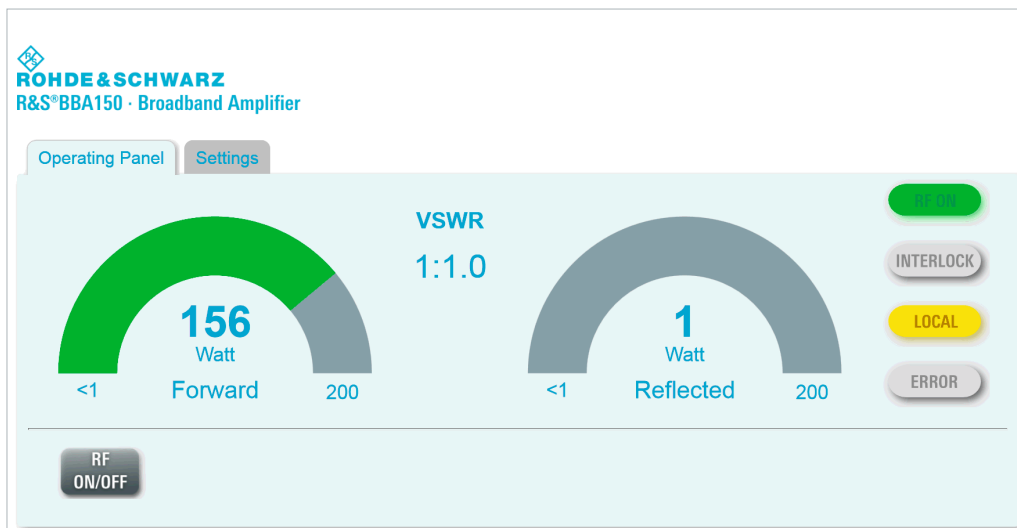 R&S
ROHDE&SCHWARZ
R&S®BBA150 · Broadband Amplifier
Operating Panel
Settings
156
Watt
<1
Forward
200
VSWR
1:1.0
1
Watt
<1
Reflected
200
RF ON
INTERLOCK
LOCAL
ERROR
RF
ON/OFF